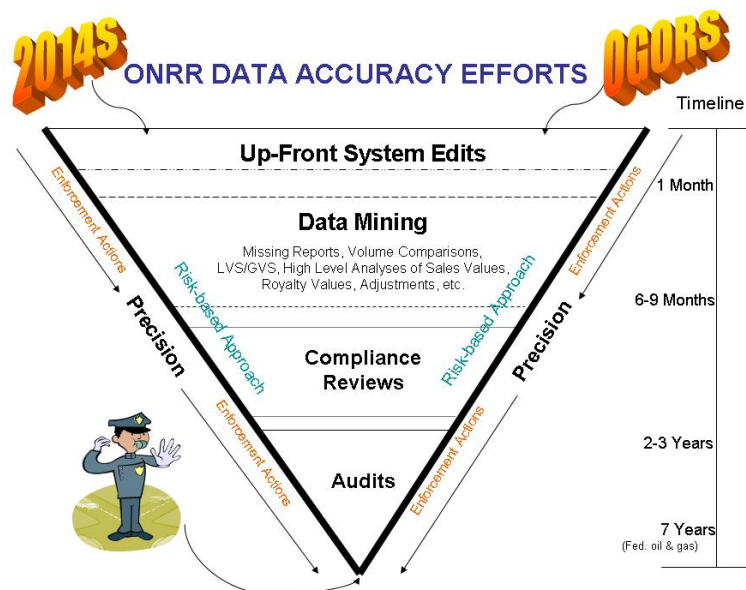 2014S
OGORS
ONRR DATA ACCURACY EFFORTS
Timeline
Up-Front System Edits
Enforcement Actions
Enforcement Actions
1 Month
Data Mining
Missing Reports, Volume Comparisons,
LVS/GVS, High Level Analyses of Sales Values,
Royalty Values, Adjustments, etc.
Risk-based Approach
Risk-based Approach
6-9 Months
Precision
Precision
Compliance
Reviews
Enforcement Actions
Enforcement Actions
2-3 Years
Audits
7 Years
(Fed. oil & gas)